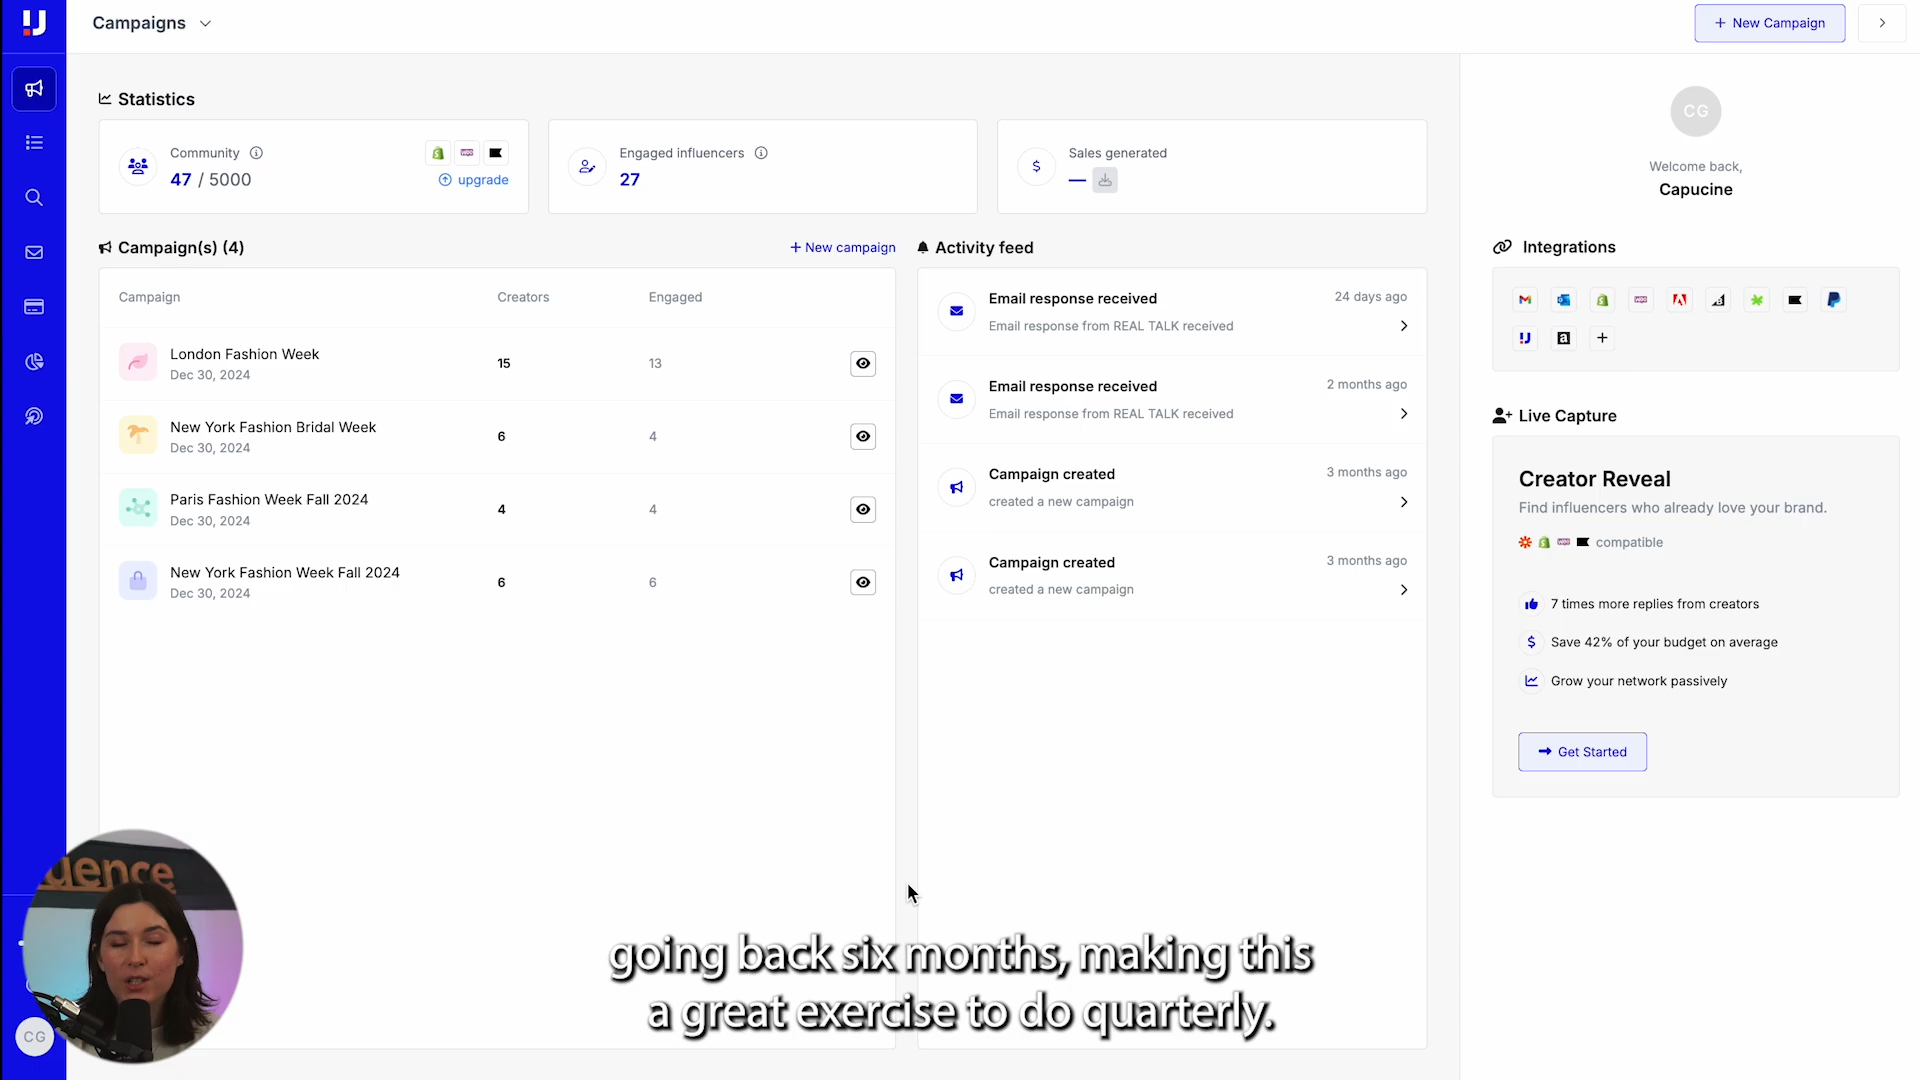 Campaigns
+ New Campaign
Statistics
Community
47 / 5000
upgrade
Engaged influencers
27
Sales generated
—
CG
Welcome back,
Capucine
Campaign(s) (4)
+ New campaign
Campaign Creators Engaged
London Fashion Week
Dec 30, 2024
15
13
New York Fashion Bridal Week
Dec 30, 2024
6
4
Paris Fashion Week Fall 2024
Dec 30, 2024
4
4
New York Fashion Week Fall 2024
Dec 30, 2024
6
6
Activity feed
Email response received
24 days ago
Email response from REAL TALK received
Email response received
2 months ago
Email response from REAL TALK received
Campaign created
3 months ago
created a new campaign
Campaign created
3 months ago
created a new campaign
Integrations
Live Capture
Creator Reveal
Find influencers who already love your brand.
compatible
7 times more replies from creators
Save 42% of your budget on average
Grow your network passively
Get Started
uence
CG
going back six months, making this
a great exercise to do quarterly.